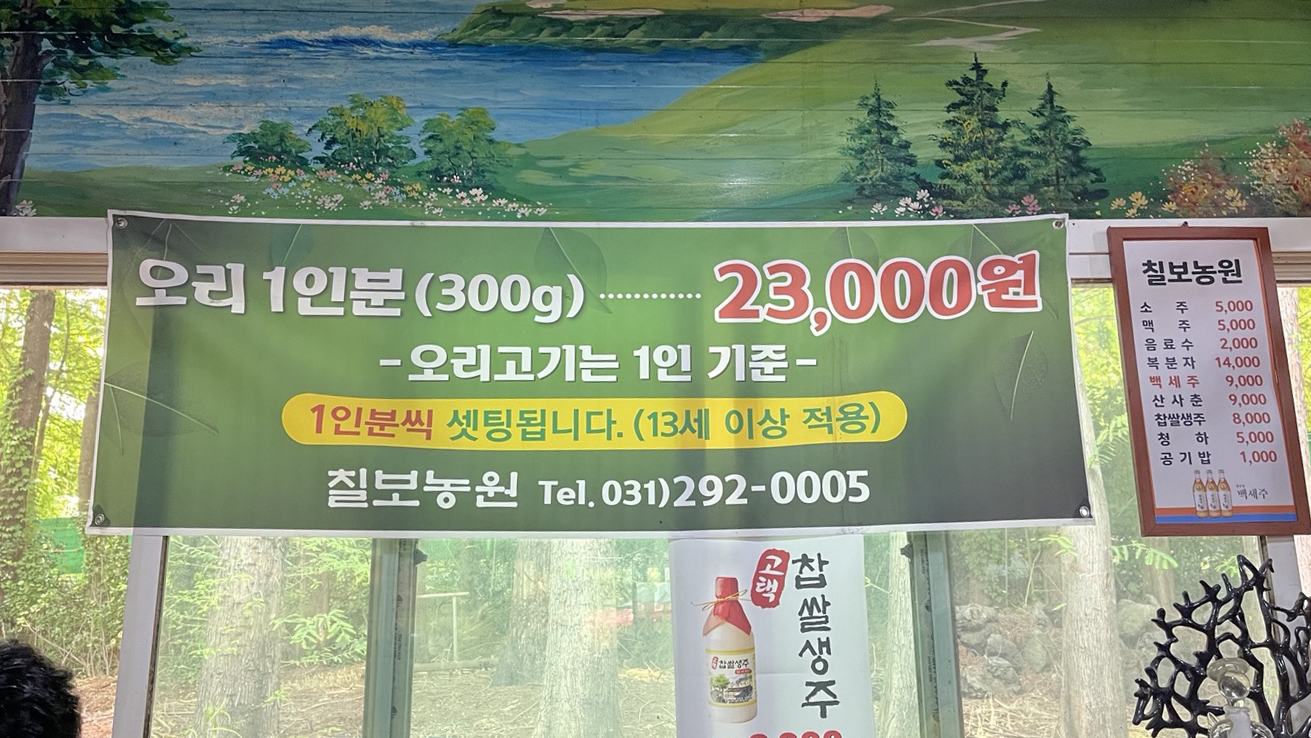 오리 1인분(300g) ············ 23,000원
-오리고기는 1인 기준-
1인분씩 셋팅됩니다. (13세 이상 적용)
칠보농원 Tel. 031)292-0005
칠보농원
소 주 5,000
맥 주 5,000
음료수 2,000
복분자 14,000
백세주 9,000
산사춘 9,000
찹쌀생주 8,000
청 하 5,000
공기밥 1,000
백세주
고택
찹쌀생주
찹쌀생주